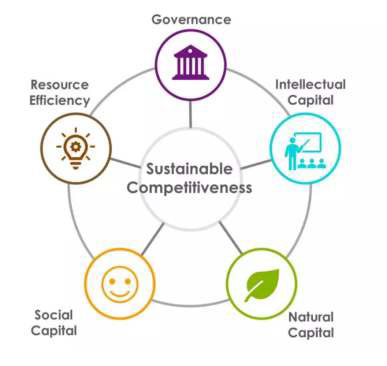 Governance
Resource
Efficiency
Intellectual
Capital
Sustainable
Competitiveness
Social
Capital
Natural
Capital